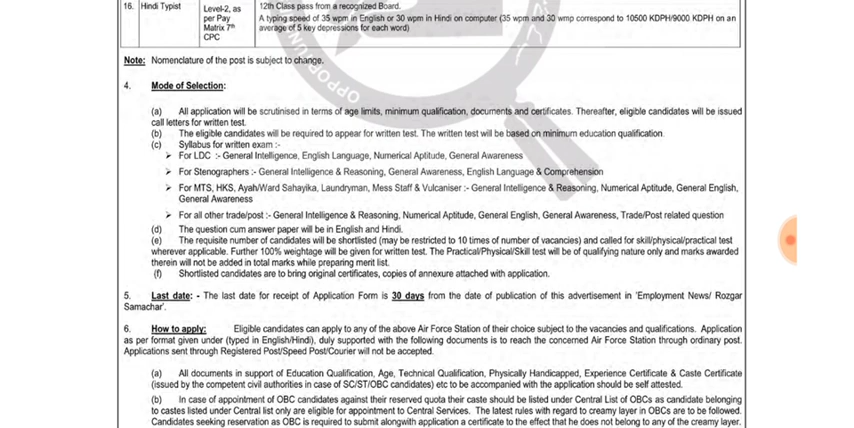 16. Hindi Typist Level-2, as per Pay Matrix 7th CPC 12th Class pass from a recognized Board.
A typing speed of 35 wpm in English or 30 wpm in Hindi on computer (35 wpm and 30 wmp correspond to 10500 KDPH/9000 KDPH on an
average of 5 key depressions for each word)
Note: Nomenclature of the post is subject to change.
OPPORTUN
4. Mode of Selection:
(a) All application will be scrutinised in terms of age limits, minimum qualification, documents and certificates. Thereafter, eligible candidates will be issued
call letters for written test.
(b) The eligible candidates will be required to appear for written test. The written test will be based on minimum education qualification.
(c) Syllabus for written exam :-
➢ For LDC :- General Intelligence, English Language, Numerical Aptitude, General Awareness
➢ For Stenographers :- General Intelligence & Reasoning, General Awareness, English Language & Comprehension
➢ For MTS, HKS, Ayah/Ward Sahayika, Laundryman, Mess Staff & Vulcaniser :- General Intelligence & Reasoning, Numerical Aptitude, General English,
General Awareness
➢ For all other trade/post :- General Intelligence & Reasoning, Numerical Aptitude, General English, General Awareness, Trade/Post related question
(d) The question cum answer paper will be in English and Hindi.
(e) The requisite number of candidates will be shortlisted (may be restricted to 10 times of number of vacancies) and called for skill/physical/practical test
wherever applicable. Further 100% weightage will be given for written test. The Practical/Physical/Skill test will be of qualifying nature only and marks awarded
therein will not be added in total marks while preparing merit list.
(f) Shortlisted candidates are to bring original certificates, copies of annexure attached with application.
5. Last date: - The last date for receipt of Application Form is 30 days from the date of publication of this advertisement in 'Employment News/ Rozgar
Samachar'.
6. How to apply: Eligible candidates can apply to any of the above Air Force Station of their choice subject to the vacancies and qualifications. Application
as per format given under (typed in English/Hindi), duly supported with the following documents is to reach the concerned Air Force Station through ordinary post.
Applications sent through Registered Post/Speed Post/Courier will not be accepted.
(a) All documents in support of Education Qualification, Age, Technical Qualification, Physically Handicapped, Experience Certificate & Caste Certificate
(issued by the competent civil authorities in case of SC/ST/OBC candidates) etc to be accompanied with the application should be self attested.
(b) In case of appointment of OBC candidates against their reserved quota their caste should be listed under Central List of OBCs as candidate belonging
to castes listed under Central list only are eligible for appointment to Central Services. The latest rules with regard to creamy layer in OBCs are to be followed.
Candidates seeking reservation as OBC is required to submit alongwith application a certificate to the effect that he does not belong to any of the creamy layer.